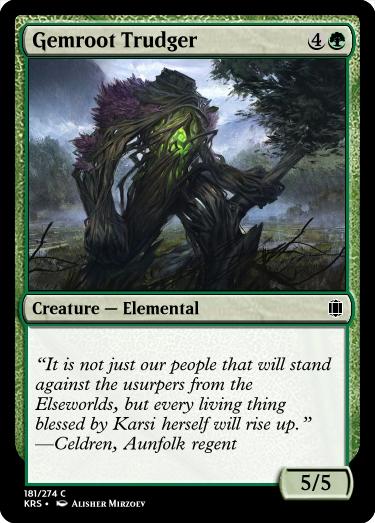 Gemroot Trudger 4
Creature — Elemental
“It is not just our people that will stand
against the usurpers from the
Elseworlds, but every living thing
blessed by Karsi herself will rise up.”
—Celdren, Aunfolk regent
5/5
181/274 C
KRS • Alisher Mirzoev